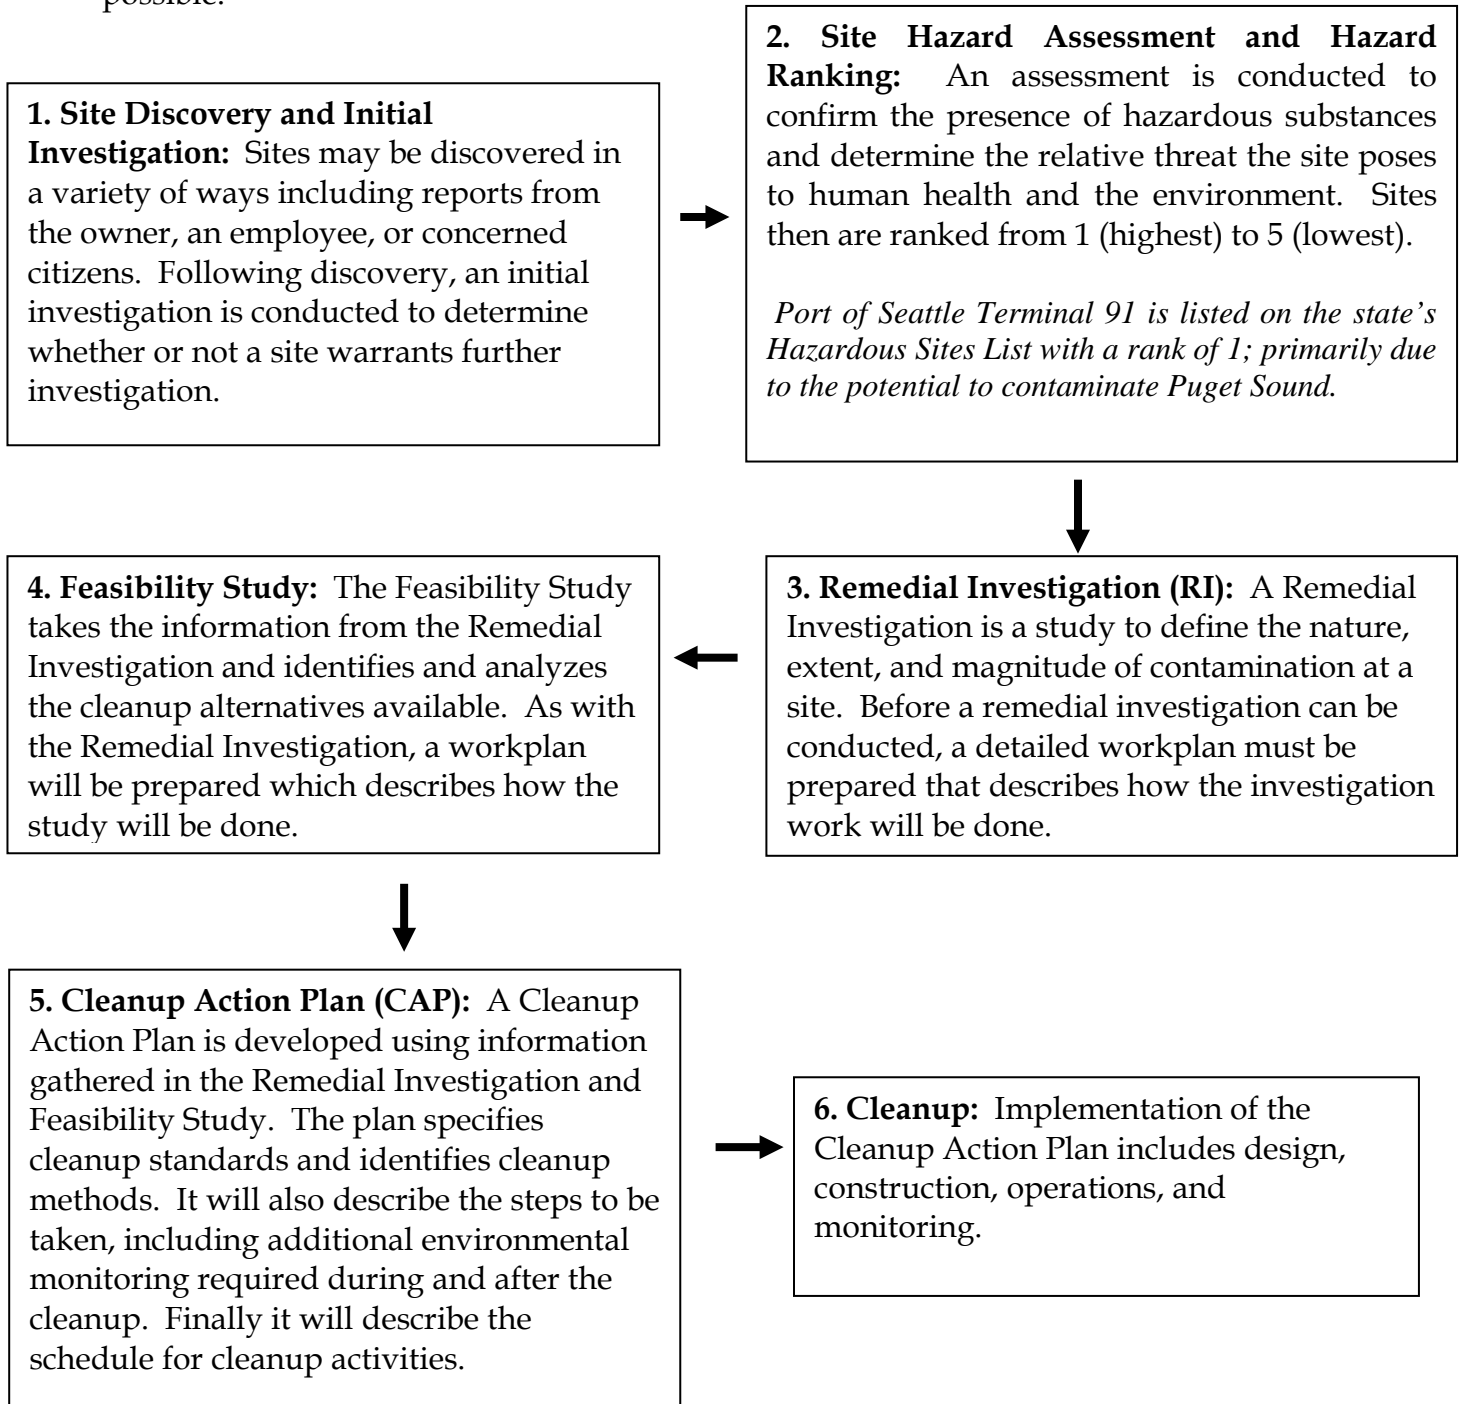 possible.
1. Site Discovery and Initial
Investigation: Sites may be discovered in
a variety of ways including reports from
the owner, an employee, or concerned
citizens. Following discovery, an initial
investigation is conducted to determine
whether or not a site warrants further
investigation.
2. Site Hazard Assessment and Hazard
Ranking: An assessment is conducted to
confirm the presence of hazardous substances
and determine the relative threat the site poses
to human health and the environment. Sites
then are ranked from 1 (highest) to 5 (lowest).
Port of Seattle Terminal 91 is listed on the state's
Hazardous Sites List with a rank of 1; primarily due
to the potential to contaminate Puget Sound.
3. Remedial Investigation (RI): A Remedial
Investigation is a study to define the nature,
extent, and magnitude of contamination at a
site. Before a remedial investigation can be
conducted, a detailed workplan must be
prepared that describes how the investigation
work will be done.
4. Feasibility Study: The Feasibility Study
takes the information from the Remedial
Investigation and identifies and analyzes
the cleanup alternatives available. As with
the Remedial Investigation, a workplan
will be prepared which describes how the
study will be done.
5. Cleanup Action Plan (CAP): A Cleanup
Action Plan is developed using information
gathered in the Remedial Investigation and
Feasibility Study. The plan specifies
cleanup standards and identifies cleanup
methods. It will also describe the steps to be
taken, including additional environmental
monitoring required during and after the
cleanup. Finally it will describe the
schedule for cleanup activities.
6. Cleanup: Implementation of the
Cleanup Action Plan includes design,
construction, operations, and
monitoring.